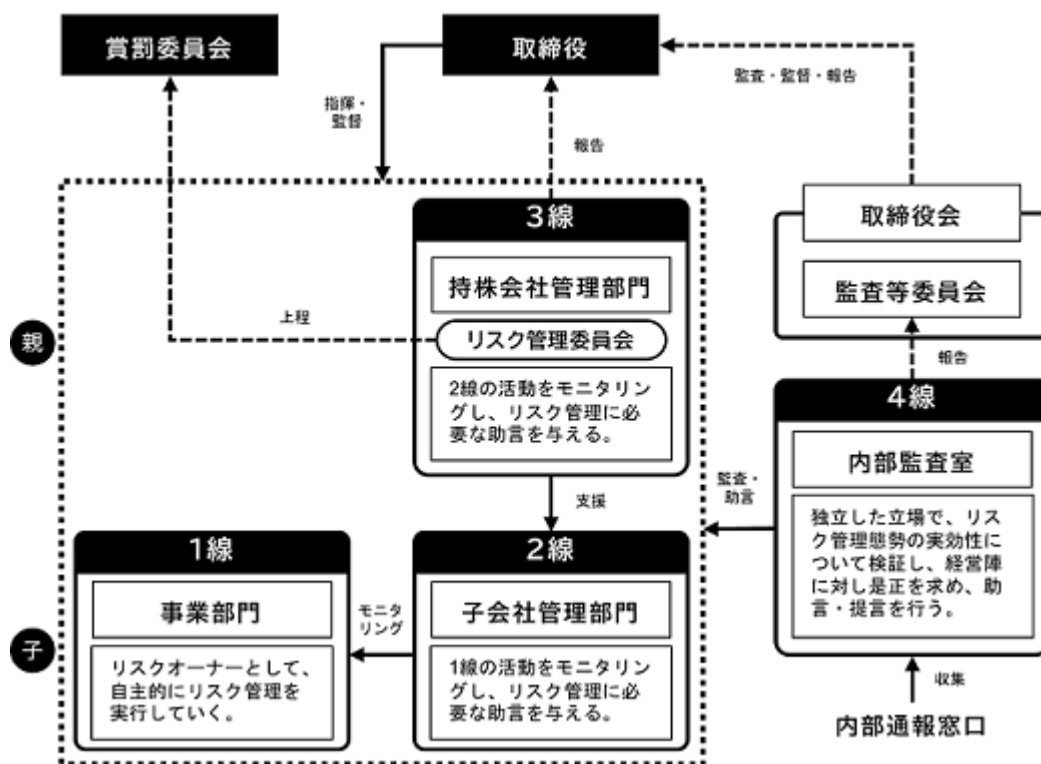 賞罰委員会
取締役
監査・監督・報告
指揮・
監督
報告
3線
持株会社管理部門
リスク管理委員会
2線の活動をモニタリン
グし、リスク管理に必
要な助言を与える。
上程
親
取締役会
監査等委員会
報告
4線
内部監査室
独立した立場で、リス
ク管理態勢の実効性に
ついて検証し、経営陣
に対し是正を求め、助
言・提言を行う。
監査・
助言
支援
1線
事業部門
リスクオーナーとして、
自主的にリスク管理を
実行していく。
モニタ
リング
2線
子会社管理部門
1線の活動をモニタリン
グし、リスク管理に必
要な助言を与える。
子
収集
内部通報窓口